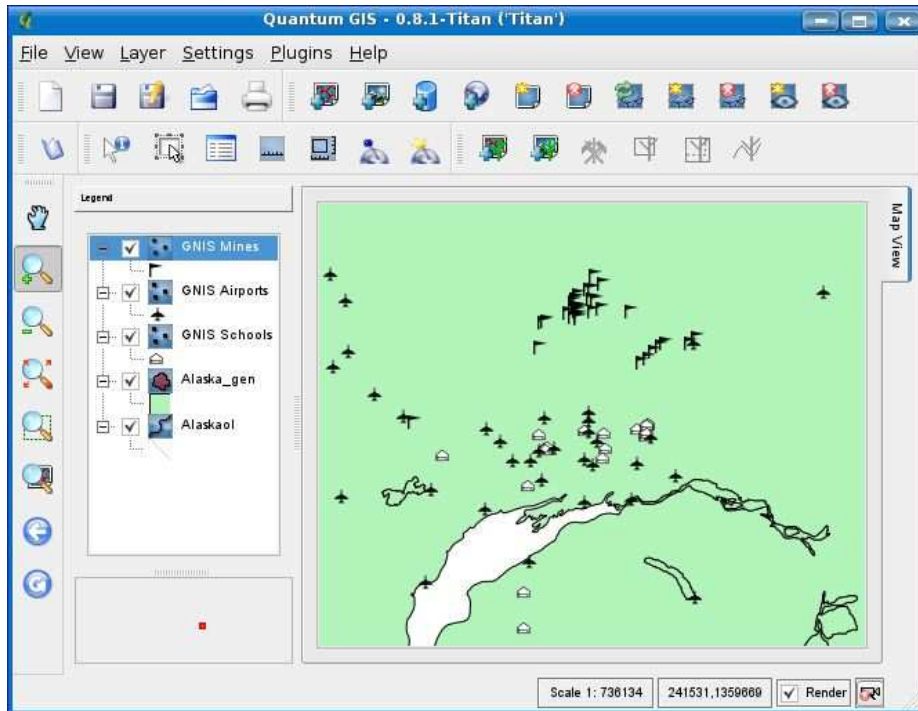 Quantum GIS - 0.8.1-Titan ('Titan')
File View Layer Settings Plugins Help
Legend
Map View
GNIS Mines
GNIS Airports
GNIS Schools
Alaska_gen
Alaskaol
Scale 1: 736134
241531,1359669
Render